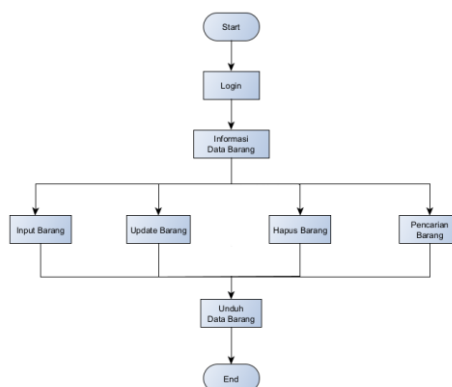 Start
Login
Informasi
Data Barang
Input Barang
Update Barang
Hapus Barang
Pencarian
Barang
Unduh
Data Barang
End